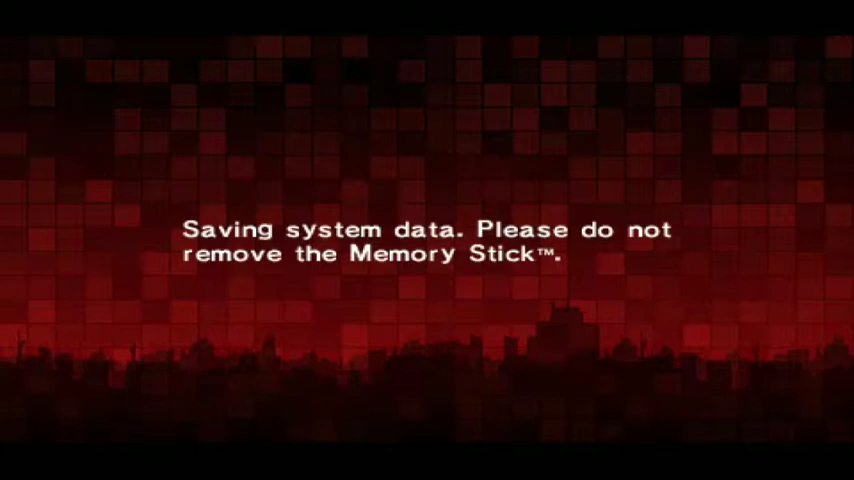 Saving system data. Please do not
remove the Memory Stick™.